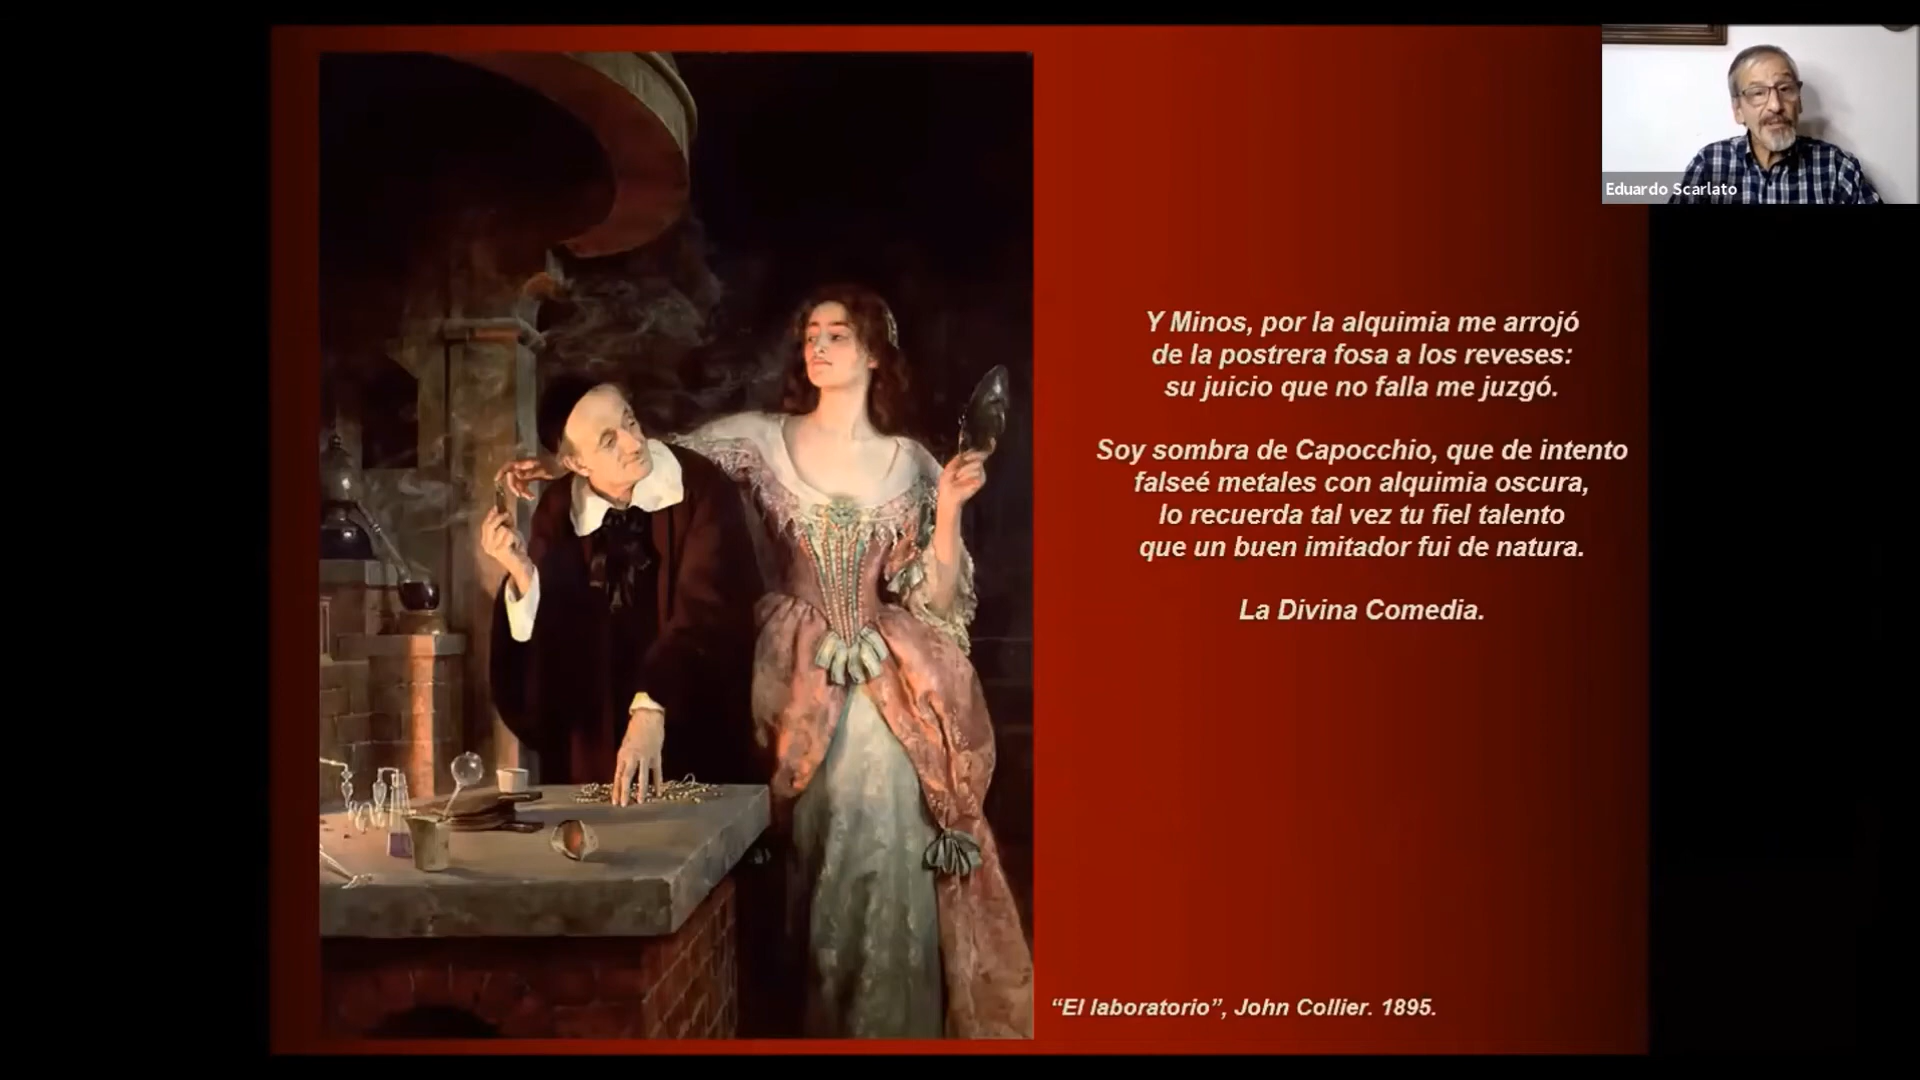 Eduardo Scarlato
Y Minos, por la alquimia me arrojó
de la postrera fosa a los reveses:
su juicio que no falla me juzgó.
Soy sombra de Capocchio, que de intento
falseé metales con alquimia oscura,
lo recuerda tal vez tu fiel talento
que un buen imitador fui de natura.
La Divina Comedia.
“El laboratorio”, John Collier. 1895.